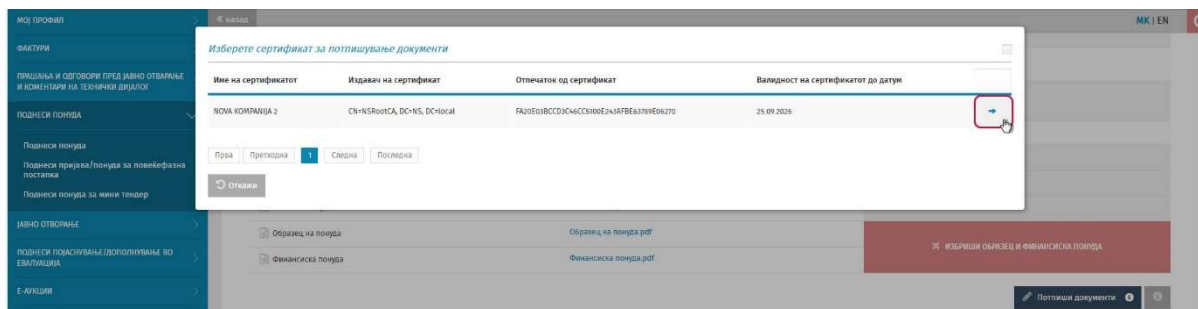 МОЈ ПРОФИЛ
« назад
МК | EN
ФАКТУРИ
Изберете сертификат за потпишување документи
ПРАШАЊА И ОДГОВОРИ ПРЕД ЈАВНО ОТВАРАЊЕ
И КОМЕНТАРИ НА ТЕХНИЧКИ ДИЈАЛОГ
Име на сертификатот Издавач на сертификат Отпечаток од сертификат Валидност на сертификатот до датум
ПОДНЕСИ ПОНУДА
NOVA KOMPANIJA 2 CN=NSRootCA, DC=NS, DC=local FA20E03BCCD3C46CC5100E243AFBE63789E06270 25.09.2026
Поднеси понуда
Поднеси пријава/понуда за повеќефазна
постапка
Прва Претходна 1 Следна Последна
Поднеси понуда за мини тендер
Откажи
ЈАВНО ОТВОРАЊЕ
Образец на понуда Образец на понуда.pdf
ИЗБРИШИ ОБРАЗЕЦ И ФИНАНСИСКА ПОНУДА
ПОДНЕСИ ПОЈАСНУВАЊЕ/ДОПОЛНУВАЊЕ ВО
ЕВАЛУАЦИЈА
Финансиска понуда Финансиска понуда.pdf
Е-АУКЦИИ
Потпиши документи